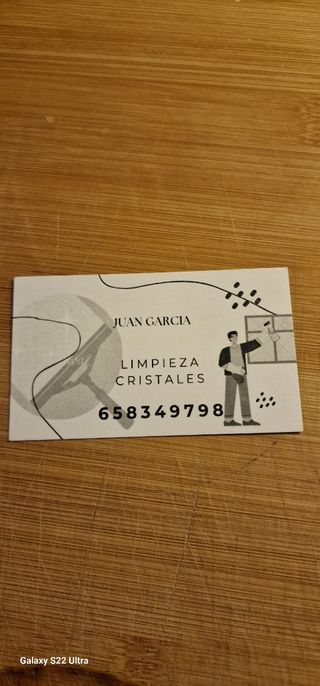 JUAN GARCIA
LIMPIEZA
CRISTALES
658349798
Galaxy S22 Ultra